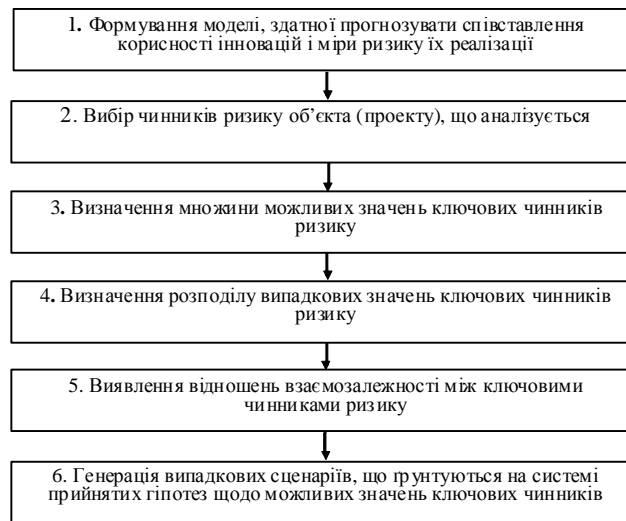 1. Формування моделі, здатної прогнозувати співставлення
корисності інновацій і міри ризику їх реалізації
2. Вибір чинників ризику об’єкта (проекту), що аналізується
3. Визначення множини можливих значень ключових чинників
ризику
4. Визначення розподілу випадкових значень ключових чинників
ризику
5. Виявлення відношень взаємозалежності між ключовими
чинниками ризику
6. Генерація випадкових сценаріїв, що ґрунтуються на системі
прийнятих гіпотез щодо можливих значень ключових чинників